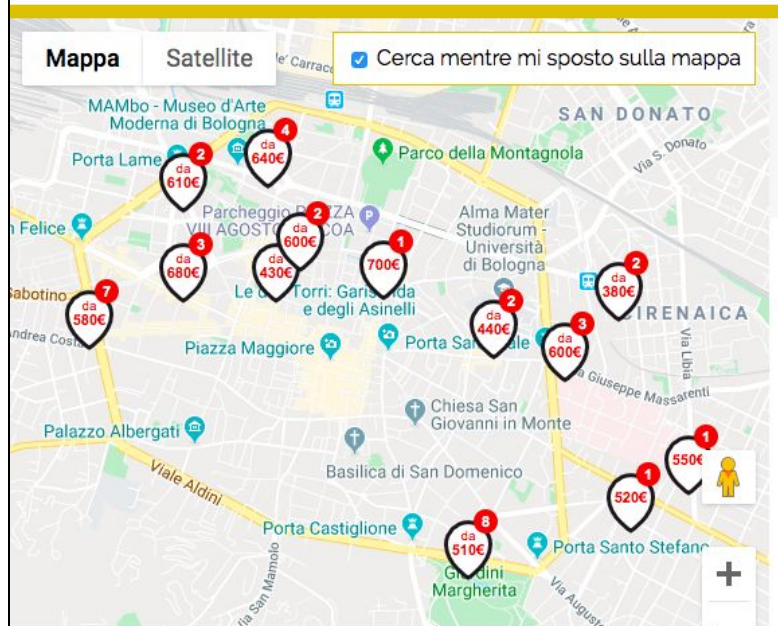 Mappa
Satellite
Cerca mentre mi sposto sulla mappa
MAMbo - Museo d'Arte
Moderna di Bologna
SAN DONATO
4
da
640€
Porta Lame
2
da
610€
Parco della Montagnola
Via S. Donato
Parcheggio
VIII AGOSTO
2
da
600€
Alma Mater
Studiorum -
Università
di Bologna
Felice
3
da
680€
da
430€
1
700€
2
da
380€
7
da
580€
Sabotino
Le
Torri:
e degli Asinelli
2
da
440€
CIRENAICA
Via Libia
Piazza Maggiore
Porta
3
da
600€
Giuseppe Massarenti
Chiesa San
Giovanni in Monte
Palazzo Albergati
1
550€
Basilica di San Domenico
Viale Aldini
1
520€
Porta Castiglione
8
da
510€
Porta Santo Stefano
Margherita
Via San Mamolo
+